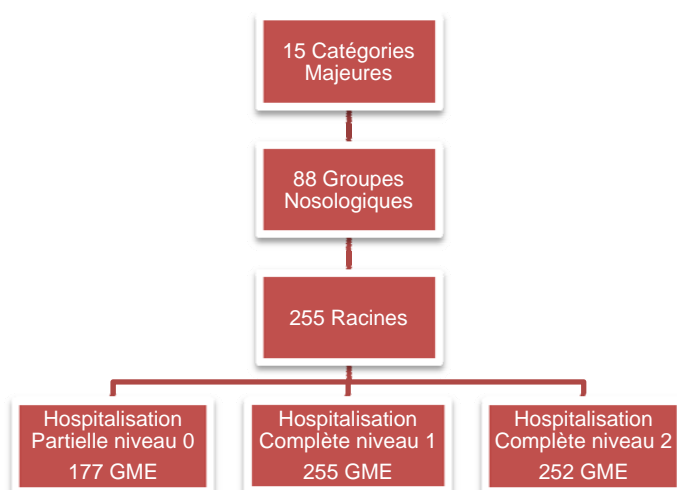 15 Catégories
Majeures
88 Groupes
Nosologiques
255 Racines
Hospitalisation
Partielle niveau 0
177 GME
Hospitalisation
Complète niveau 1
255 GME
Hospitalisation
Complète niveau 2
252 GME